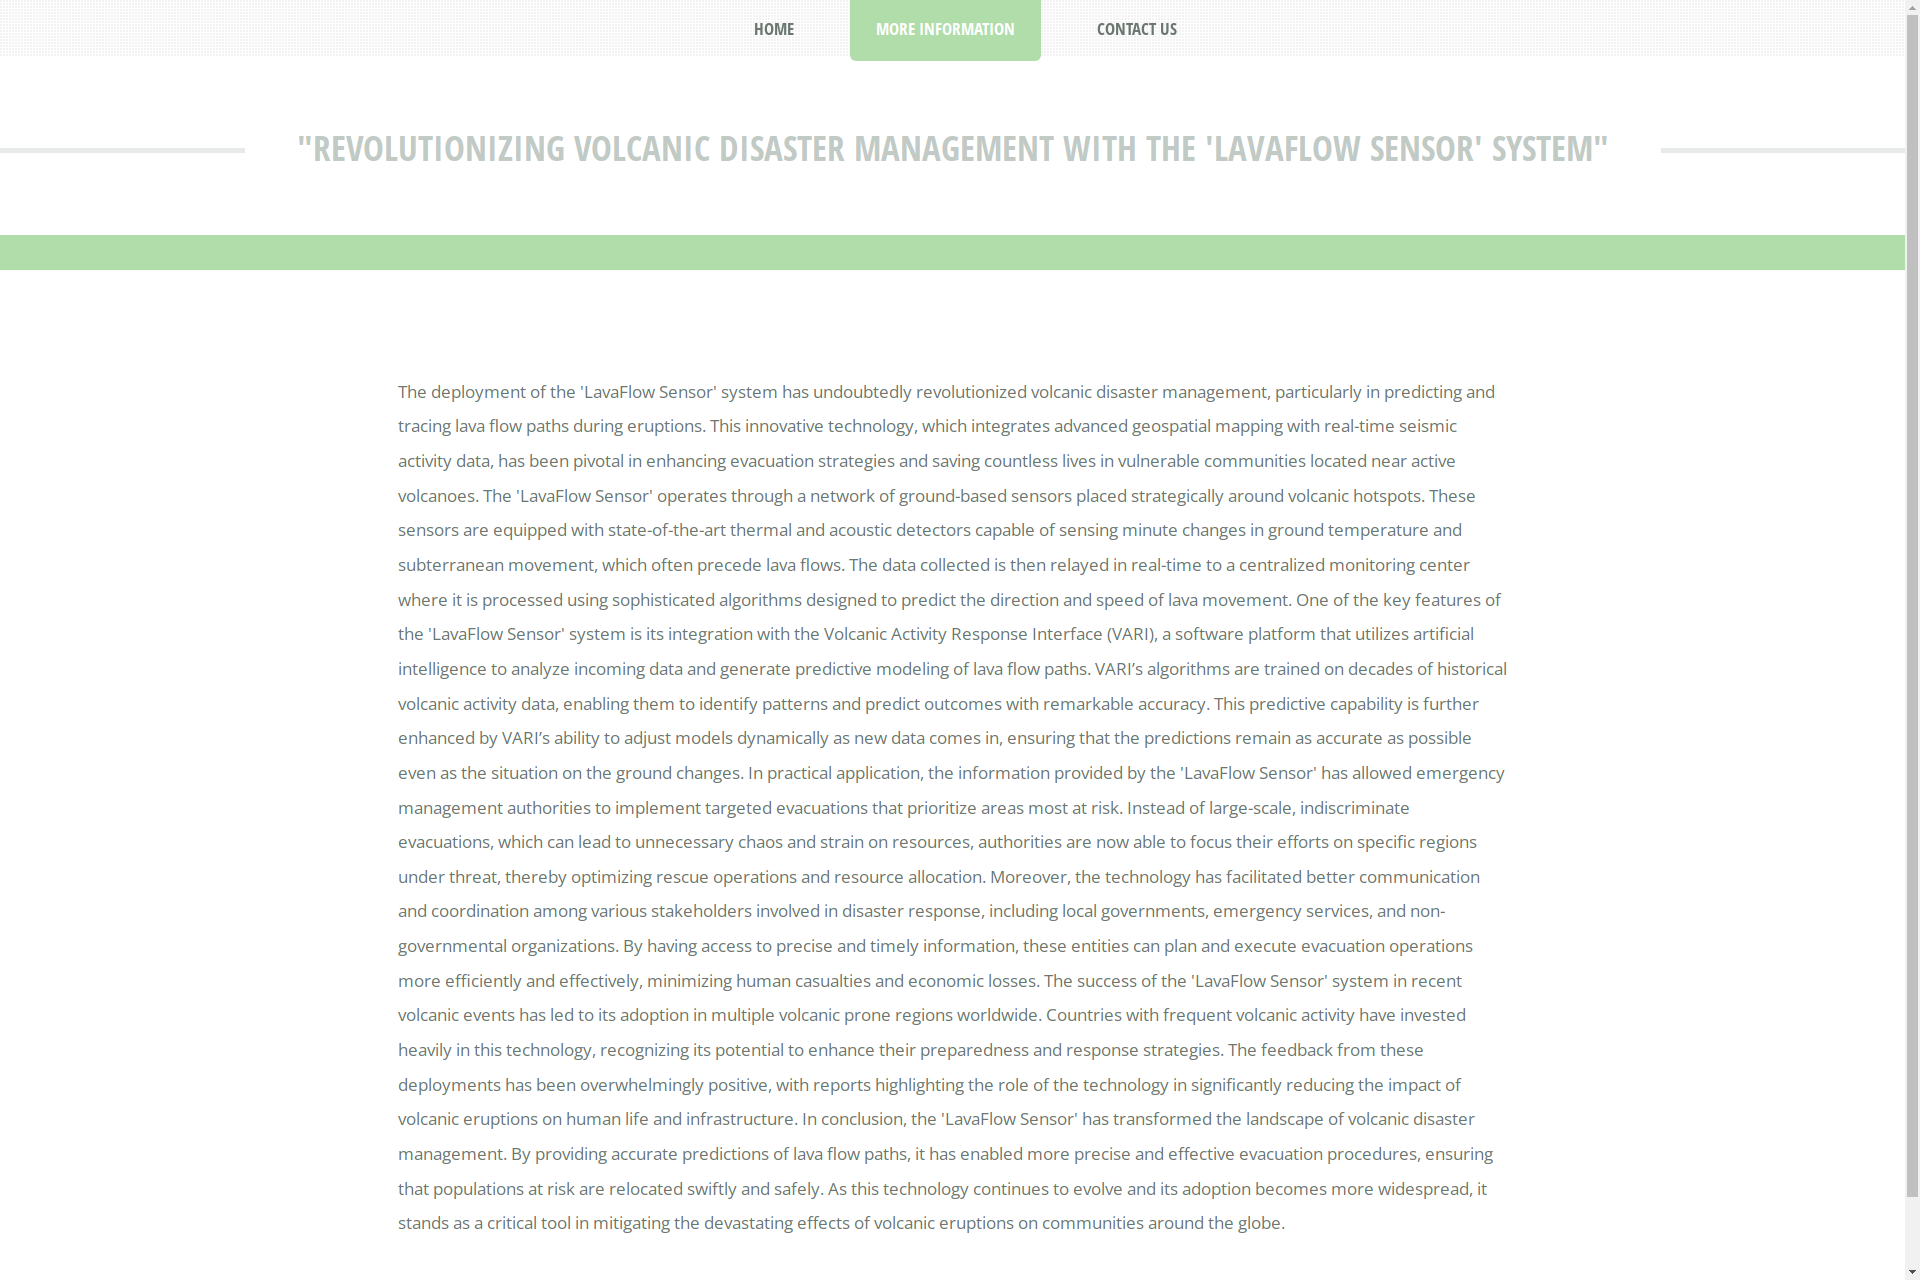 HOME
MORE INFORMATION
CONTACT US
"REVOLUTIONIZING VOLCANIC DISASTER MANAGEMENT WITH THE 'LAVAFLOW SENSOR' SYSTEM"
The deployment of the 'LavaFlow Sensor' system has undoubtedly revolutionized volcanic disaster management, particularly in predicting and
tracing lava flow paths during eruptions. This innovative technology, which integrates advanced geospatial mapping with real-time seismic
activity data, has been pivotal in enhancing evacuation strategies and saving countless lives in vulnerable communities located near active
volcanoes. The 'LavaFlow Sensor' operates through a network of ground-based sensors placed strategically around volcanic hotspots. These
sensors are equipped with state-of-the-art thermal and acoustic detectors capable of sensing minute changes in ground temperature and
subterranean movement, which often precede lava flows. The data collected is then relayed in real-time to a centralized monitoring center
where it is processed using sophisticated algorithms designed to predict the direction and speed of lava movement. One of the key features of
the 'LavaFlow Sensor' system is its integration with the Volcanic Activity Response Interface (VARI), a software platform that utilizes artificial
intelligence to analyze incoming data and generate predictive modeling of lava flow paths. VARI’s algorithms are trained on decades of historical
volcanic activity data, enabling them to identify patterns and predict outcomes with remarkable accuracy. This predictive capability is further
enhanced by VARI’s ability to adjust models dynamically as new data comes in, ensuring that the predictions remain as accurate as possible
even as the situation on the ground changes. In practical application, the information provided by the 'LavaFlow Sensor' has allowed emergency
management authorities to implement targeted evacuations that prioritize areas most at risk. Instead of large-scale, indiscriminate
evacuations, which can lead to unnecessary chaos and strain on resources, authorities are now able to focus their efforts on specific regions
under threat, thereby optimizing rescue operations and resource allocation. Moreover, the technology has facilitated better communication
and coordination among various stakeholders involved in disaster response, including local governments, emergency services, and non-
governmental organizations. By having access to precise and timely information, these entities can plan and execute evacuation operations
more efficiently and effectively, minimizing human casualties and economic losses. The success of the 'LavaFlow Sensor' system in recent
volcanic events has led to its adoption in multiple volcanic prone regions worldwide. Countries with frequent volcanic activity have invested
heavily in this technology, recognizing its potential to enhance their preparedness and response strategies. The feedback from these
deployments has been overwhelmingly positive, with reports highlighting the role of the technology in significantly reducing the impact of
volcanic eruptions on human life and infrastructure. In conclusion, the 'LavaFlow Sensor' has transformed the landscape of volcanic disaster
management. By providing accurate predictions of lava flow paths, it has enabled more precise and effective evacuation procedures, ensuring
that populations at risk are relocated swiftly and safely. As this technology continues to evolve and its adoption becomes more widespread, it
stands as a critical tool in mitigating the devastating effects of volcanic eruptions on communities around the globe.